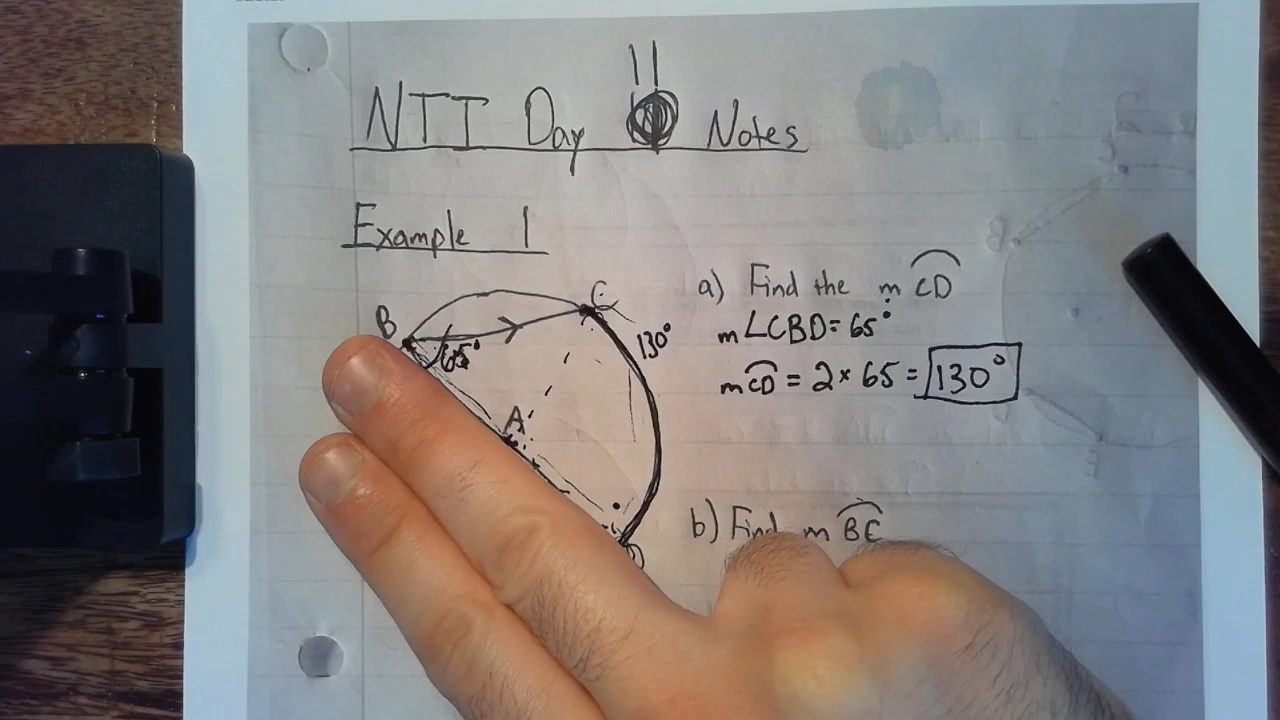 NTI Day 11 Notes
Example 1
a) Find the m CD
m∠CBD = 65°
m CD = 2 × 65 = 130°
B
C
65°
130°
A
D
b) Find m BC